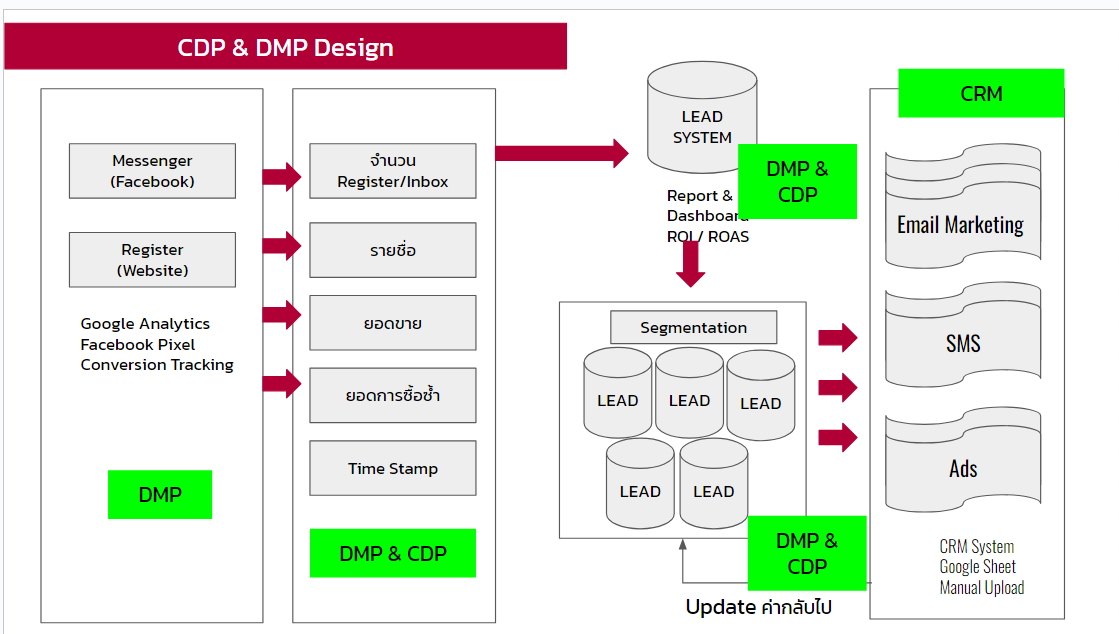 CDP & DMP Design
Messenger
(Facebook)
Register
(Website)
Google Analytics
Facebook Pixel
Conversion Tracking
DMP
จำนวน
Register/Inbox
รายชื่อ
ยอดขาย
ยอดการซื้อซ้ำ
Time Stamp
DMP & CDP
LEAD
SYSTEM
DMP &
CDP
Report &
Dashboard
ROI/ ROAS
Segmentation
LEAD
LEAD
LEAD
LEAD
LEAD
DMP &
CDP
Update ค่ากลับไป
CRM
Email Marketing
SMS
Ads
CRM System
Google Sheet
Manual Upload